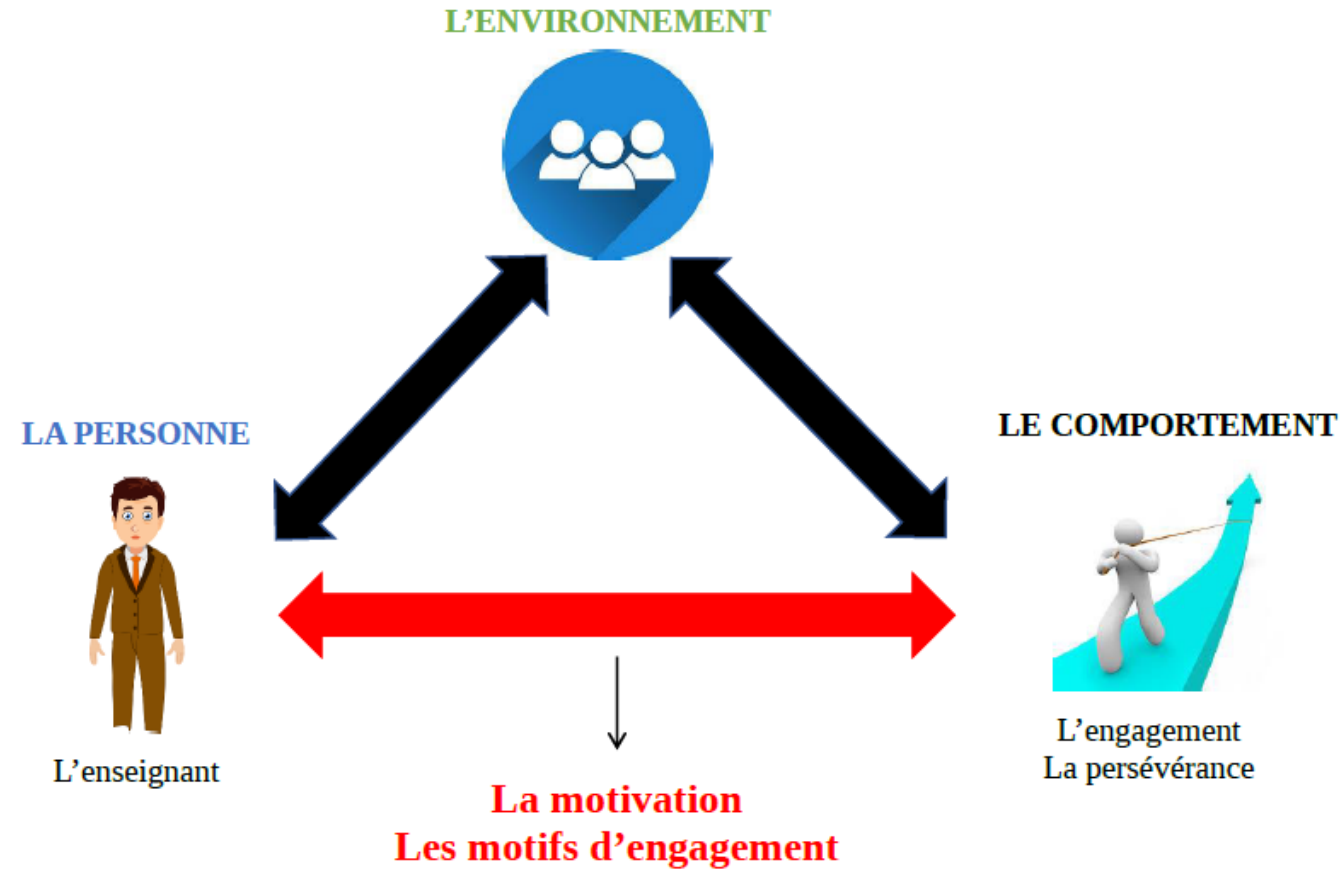 L’ENVIRONNEMENT
LA PERSONNE
LE COMPORTEMENT
L’enseignant
L’engagement
La persévérance
La motivation
Les motifs d’engagement